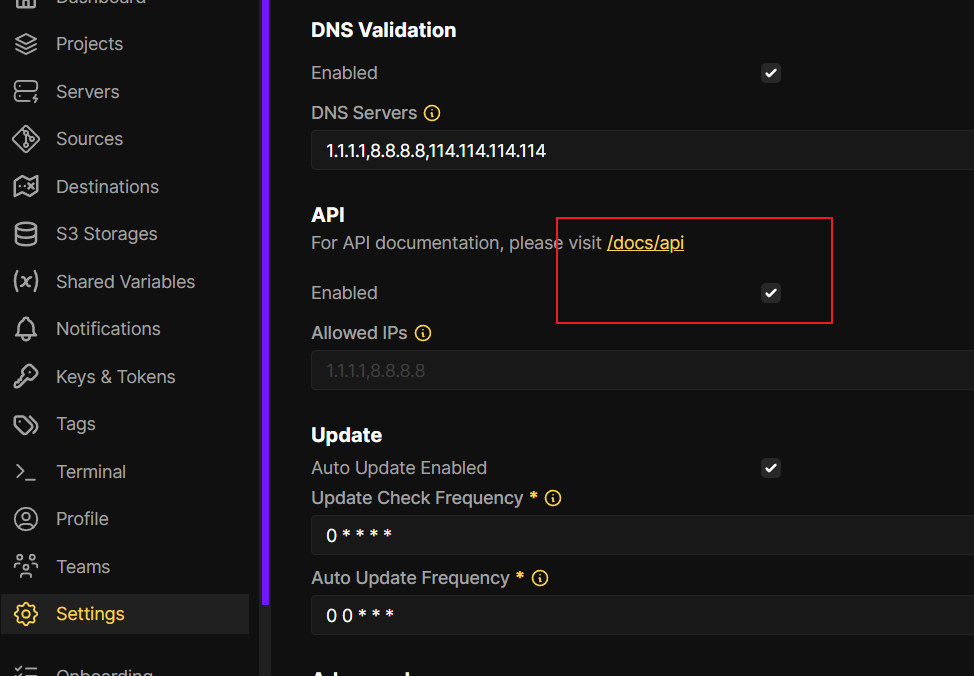 Dashboard
Projects
Servers
Sources
Destinations
S3 Storages
Shared Variables
Notifications
Keys & Tokens
Tags
Terminal
Profile
Teams
Settings
Onboarding
DNS Validation
Enabled
DNS Servers
1.1.1.1,8.8.8.8,114.114.114.114
API
For API documentation, please visit /docs/api
Enabled
Allowed IPs
1.1.1.1,8.8.8.8
Update
Auto Update Enabled
Update Check Frequency *
0 * * * *
Auto Update Frequency *
0 0 * * *